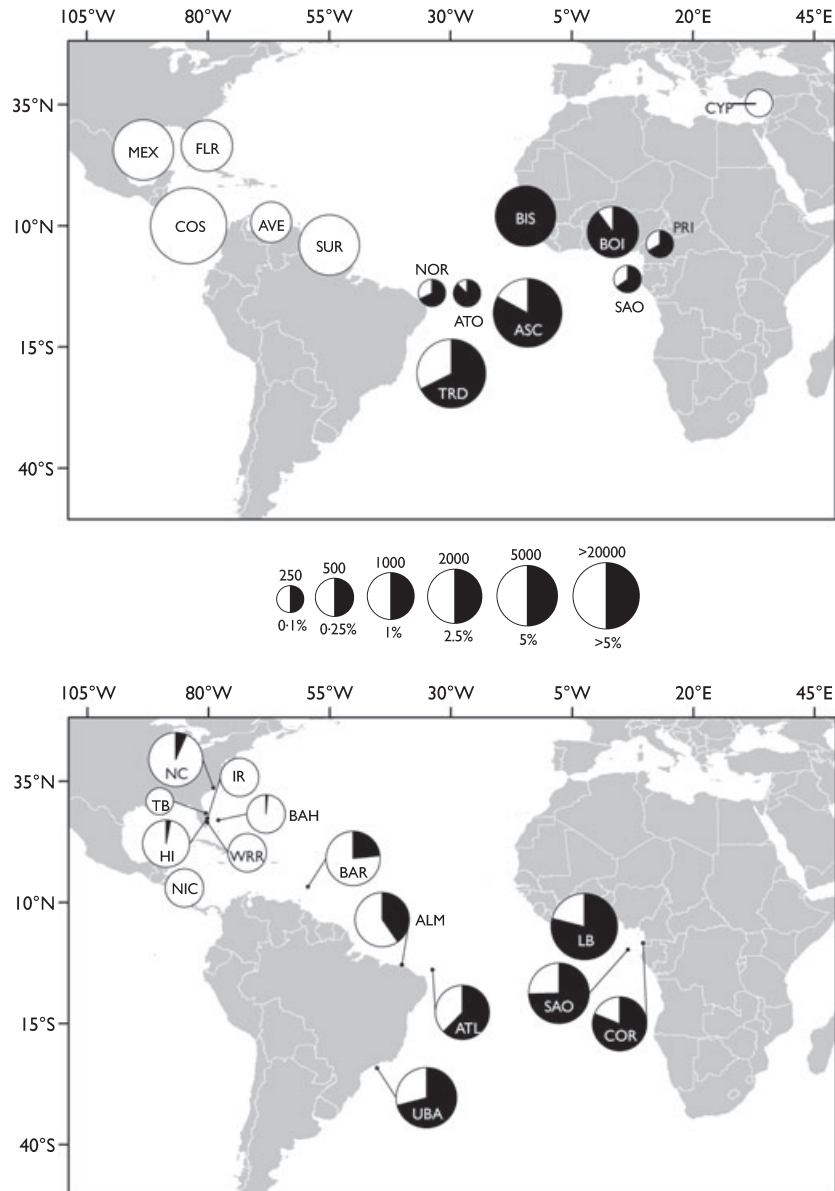 105°W 80°W 55°W 30°W 5°W 20°E 45°E
35°N
CYP
MEX
FLR
10°N
COS
AVE
SUR
BIS
BOI
PRI
NOR
ATO
SAO
ASC
15°S
TRD
40°S
250 500 1000 2000 5000 >20000
0·1% 0·25% 1% 2.5% 5% >5%
105°W 80°W 55°W 30°W 5°W 20°E 45°E
35°N
NC
IR
TB
BAH
HI
WRR
BAR
NIC
10°N
ALM
LB
SAO
15°S
ATL
COR
UBA
40°S